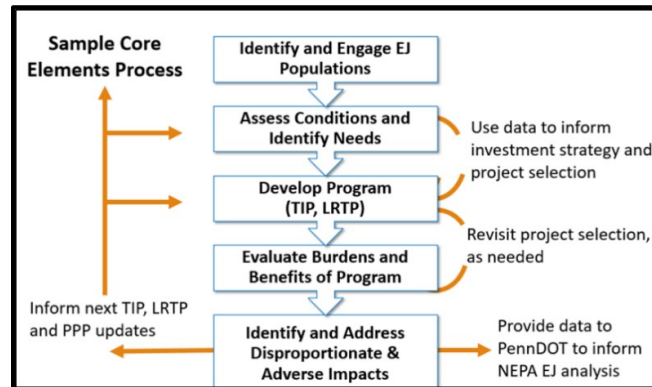 Sample Core
Elements Process
Identify and Engage EJ
Populations
Assess Conditions and
Identify Needs
Use data to inform
investment strategy and
project selection
Develop Program
(TIP, LRTP)
Revisit project selection,
as needed
Evaluate Burdens and
Benefits of Program
Inform next TIP, LRTP
and PPP updates
Identify and Address
Disproportionate &
Adverse Impacts
Provide data to
PennDOT to inform
NEPA EJ analysis